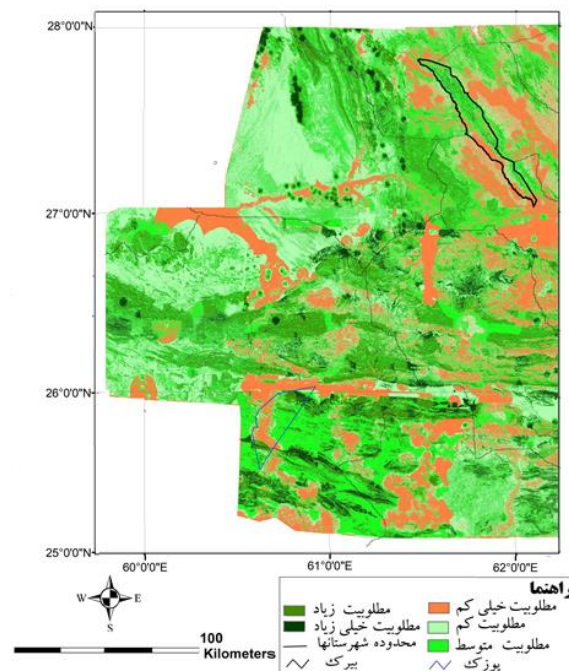 28°0'0"N
27°0'0"N
26°0'0"N
25°0'0"N
60°0'0"E 61°0'0"E 62°0'0"E
N
W E
S
100
Kilometers
راهنما
مطلوبیت خیلی کم
مطلوبیت زیاد
مطلوبیت کم
مطلوبیت خیلی زیاد
مطلوبیت متوسط
محدوده شهرستانها
پوزک
بیرک